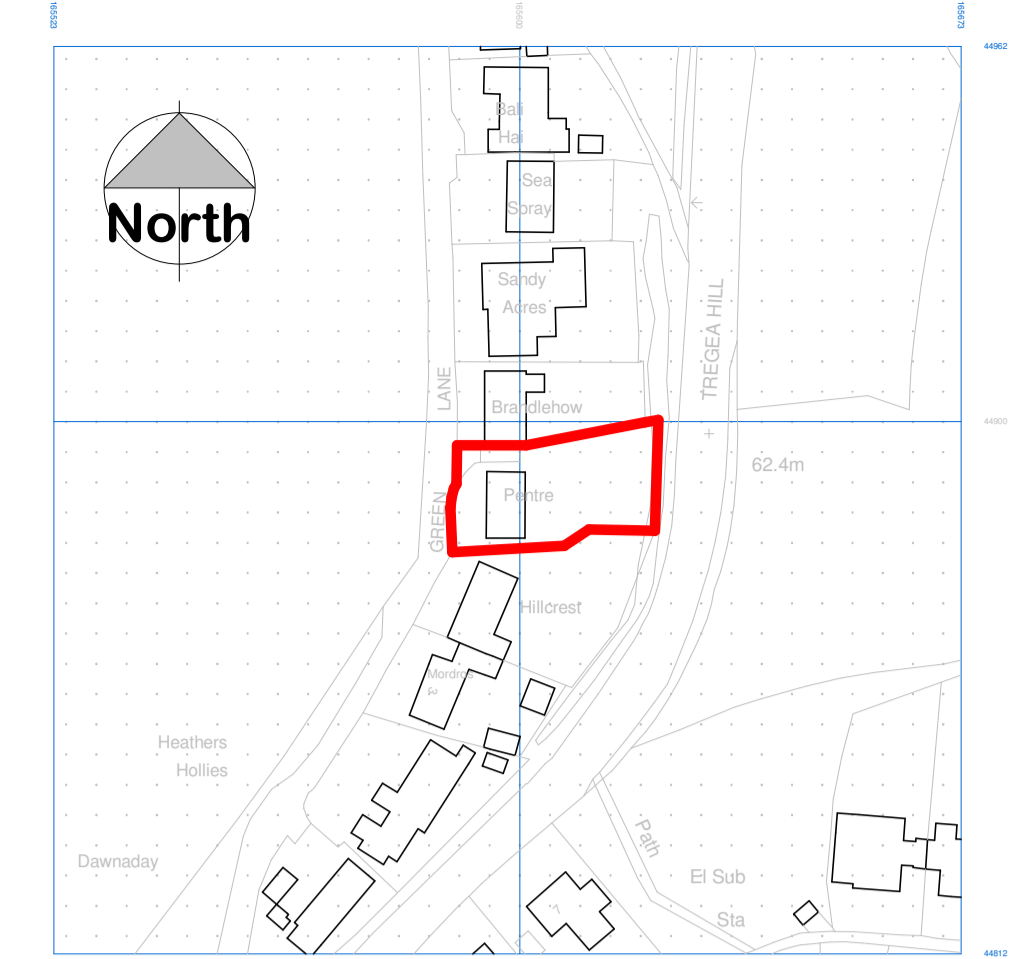 165523
165600
165673
44962
Bali
Hai
Sea
Spray
North
Sandy
Acres
TREGEA HILL
GREEN LANE
Brandlehow
44900
62.4m
Pentre
Hillcrest
Mordros
3
Heathers
Hollies
Path
Dawnaday
El Sub
Sta
7
44812